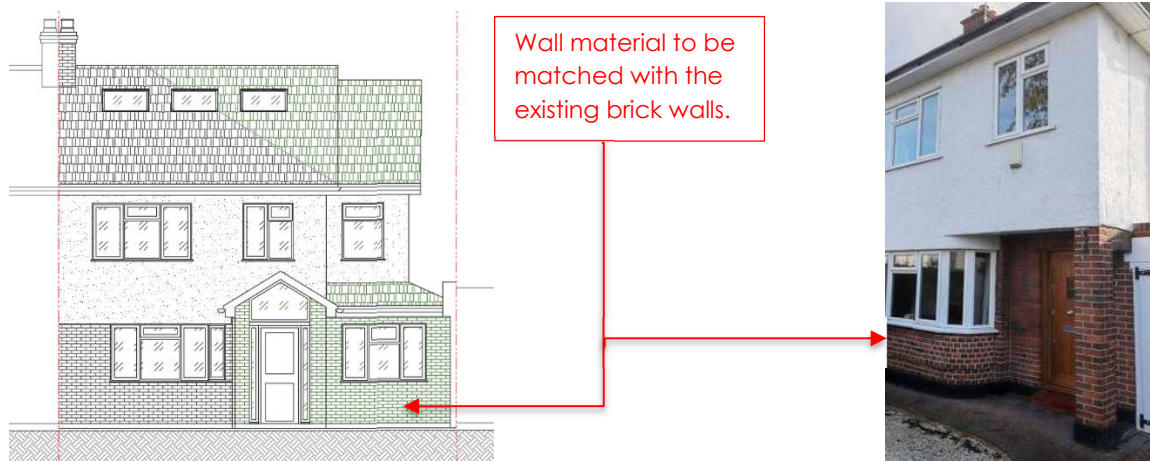 Wall material to be
matched with the
existing brick walls.